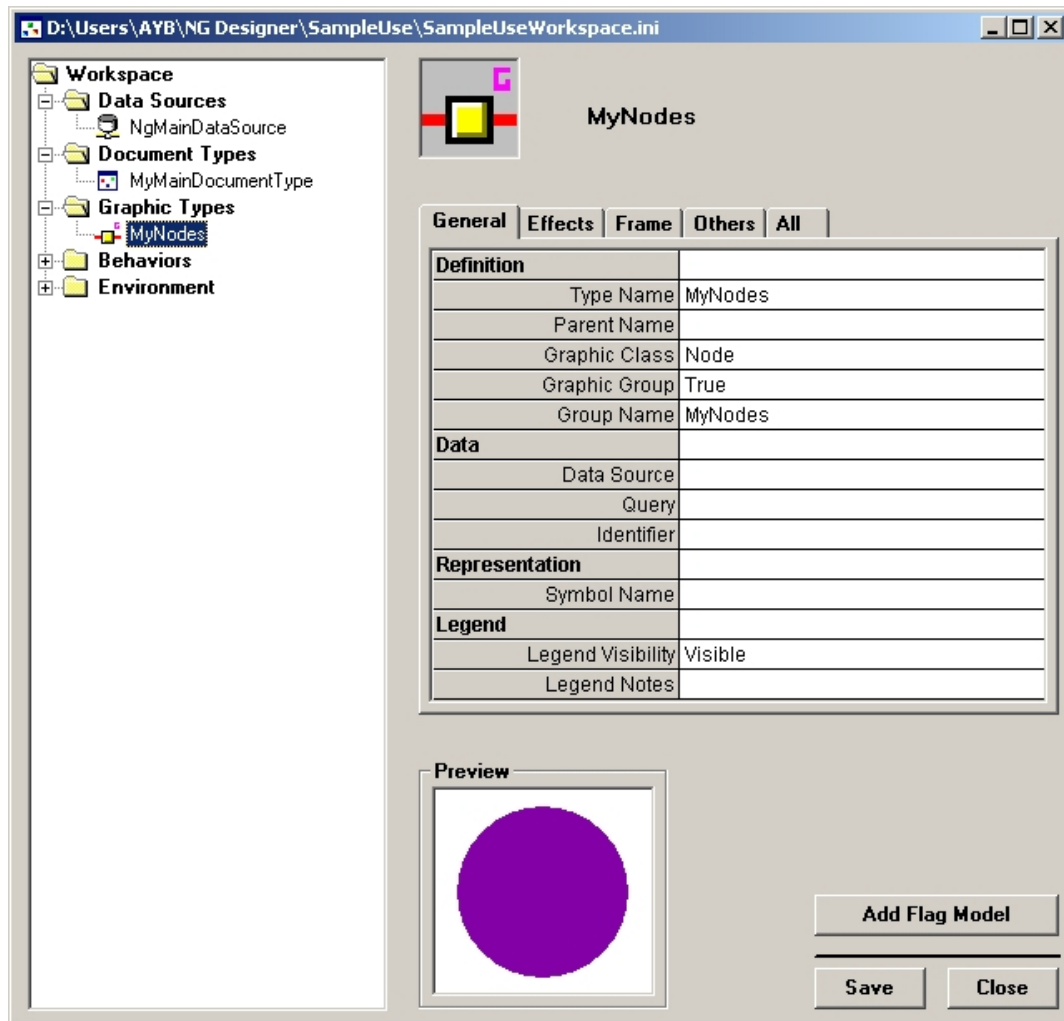 D:\Users\AYB\NG Designer\SampleUse\SampleUseWorkspace.ini
Workspace
Data Sources
NgMainDataSource
Document Types
MyMainDocumentType
Graphic Types
G
MyNodes
Behaviors
Environment
G
MyNodes
General Effects Frame Others All
Definition
Type Name MyNodes
Parent Name
Graphic Class Node
Graphic Group True
Group Name MyNodes
Data
Data Source
Query
Identifier
Representation
Symbol Name
Legend
Legend Visibility Visible
Legend Notes
Preview
Add Flag Model
Save Close